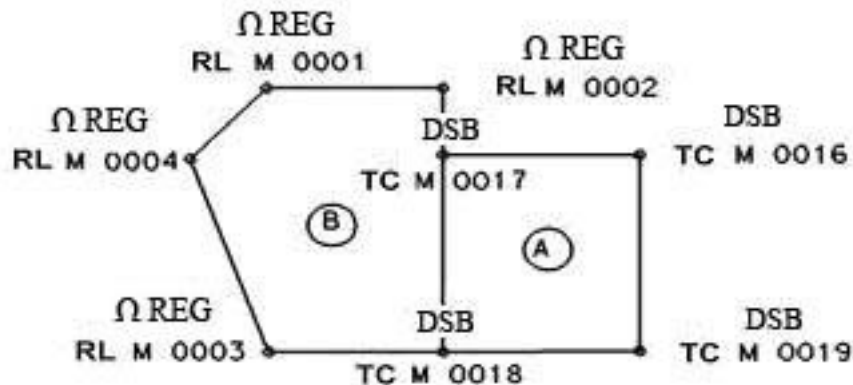 Ω REG
RL M 0001
Ω REG
RL M 0002
Ω REG
RL M 0004
DSB
TC M 0017
DSB
TC M 0016
B
A
Ω REG
RL M 0003
DSB
TC M 0018
DSB
TC M 0019